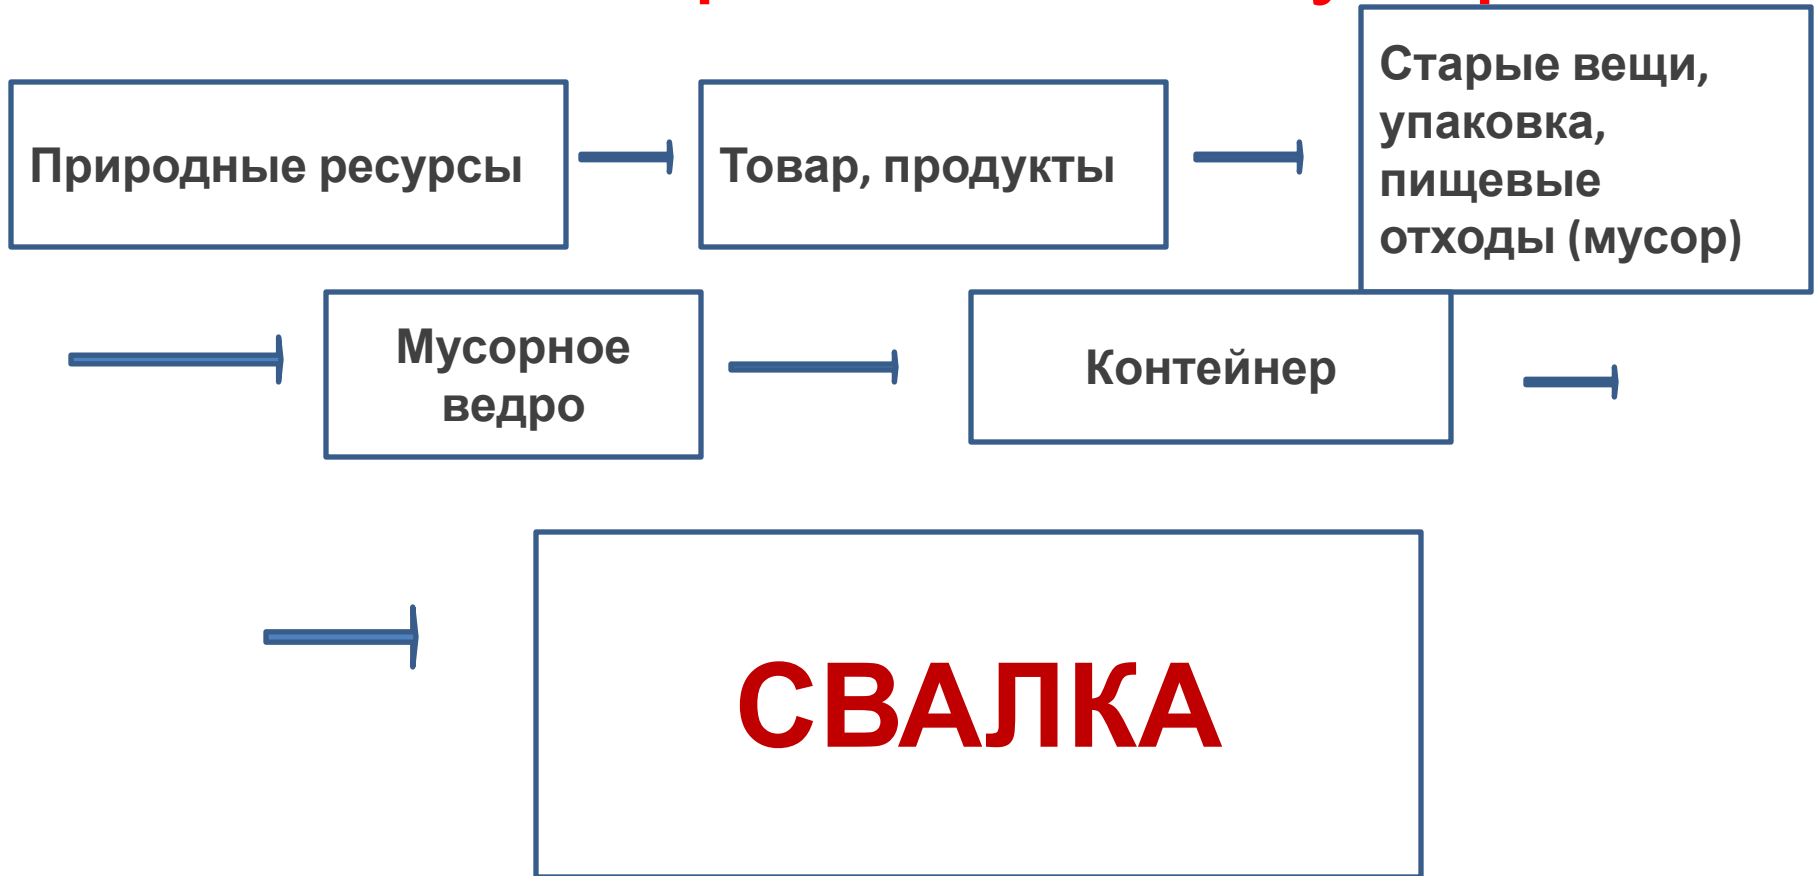 Природные ресурсы
Товар, продукты
Старые вещи,
упаковка,
пищевые
отходы (мусор)
Мусорное
ведро
Контейнер
СВАЛКА